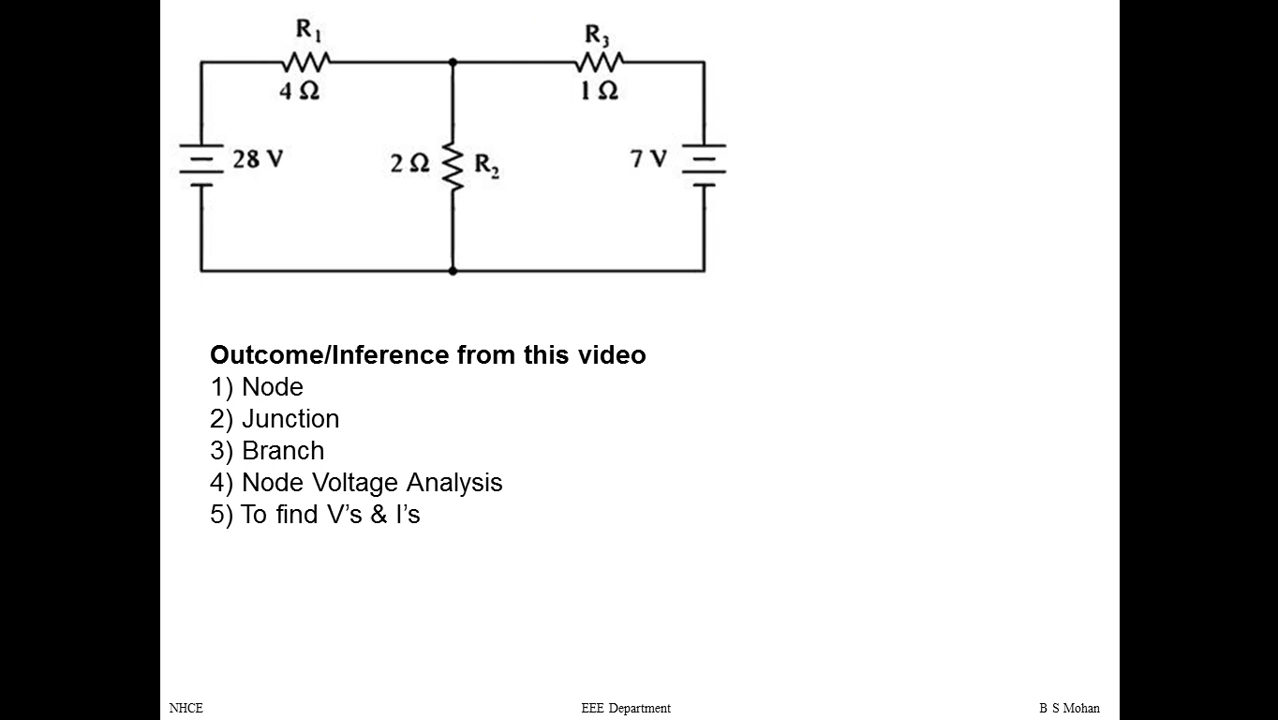 R₁
R₃
4 Ω
1 Ω
28 V
2 Ω
R₂
7 V
Outcome/Inference from this video
1) Node
2) Junction
3) Branch
4) Node Voltage Analysis
5) To find V’s & I’s
NHCE
EEE Department
B S Mohan